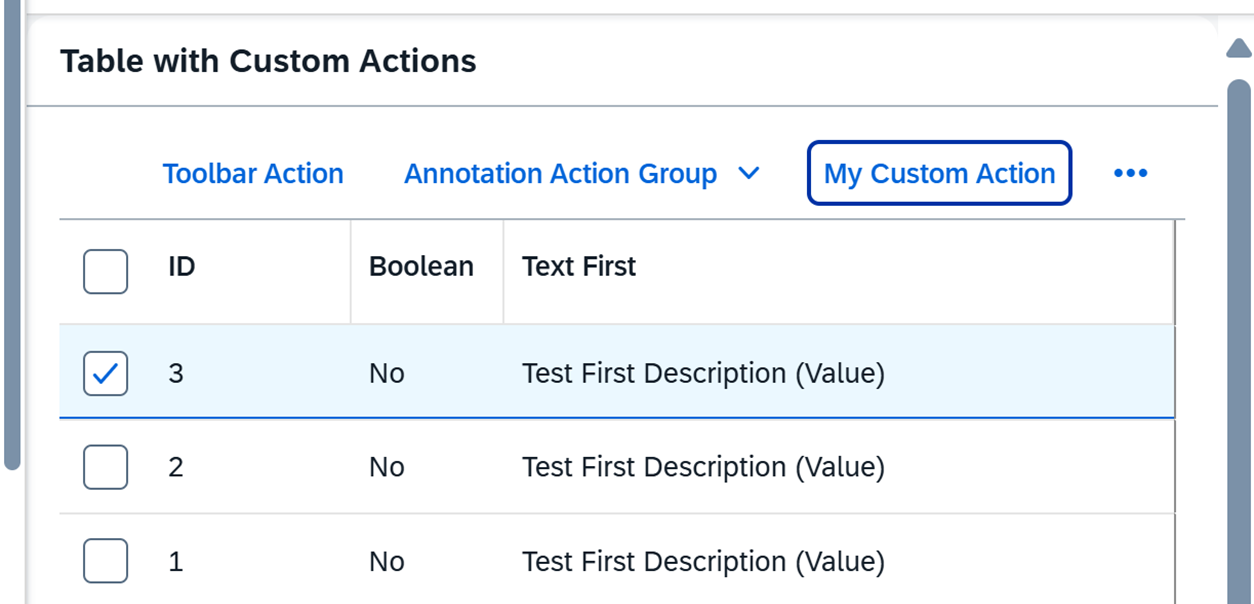 Table with Custom Actions
Toolbar Action Annotation Action Group My Custom Action
ID Boolean Text First
3 No Test First Description (Value)
2 No Test First Description (Value)
1 No Test First Description (Value)